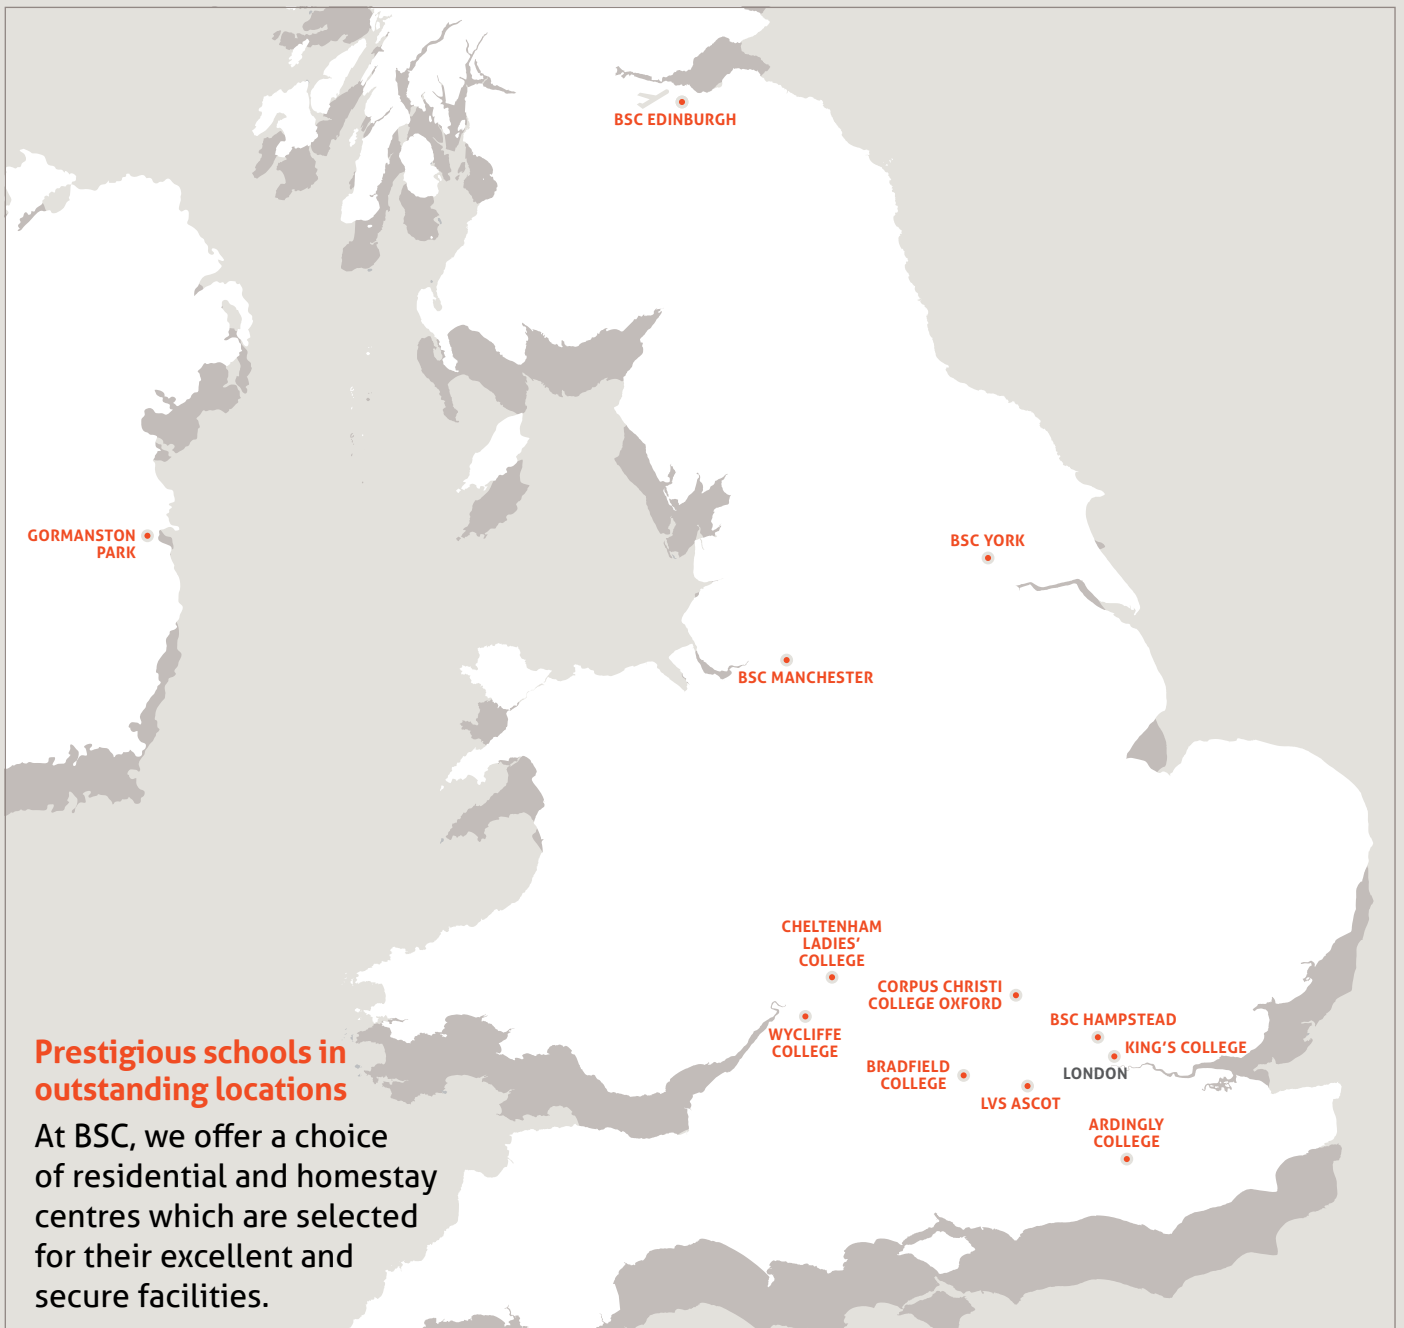 BSC EDINBURGH
GORMANSTON
PARK
BSC YORK
BSC MANCHESTER
CHELTENHAM
LADIES’
COLLEGE
CORPUS CHRISTI
COLLEGE OXFORD
WYCLIFFE
COLLEGE
BSC HAMPSTEAD
KING’S COLLEGE
LONDON
BRADFIELD
COLLEGE
LVS ASCOT
ARDINGLY
COLLEGE
Prestigious schools in
outstanding locations
At BSC, we offer a choice
of residential and homestay
centres which are selected
for their excellent and
secure facilities.